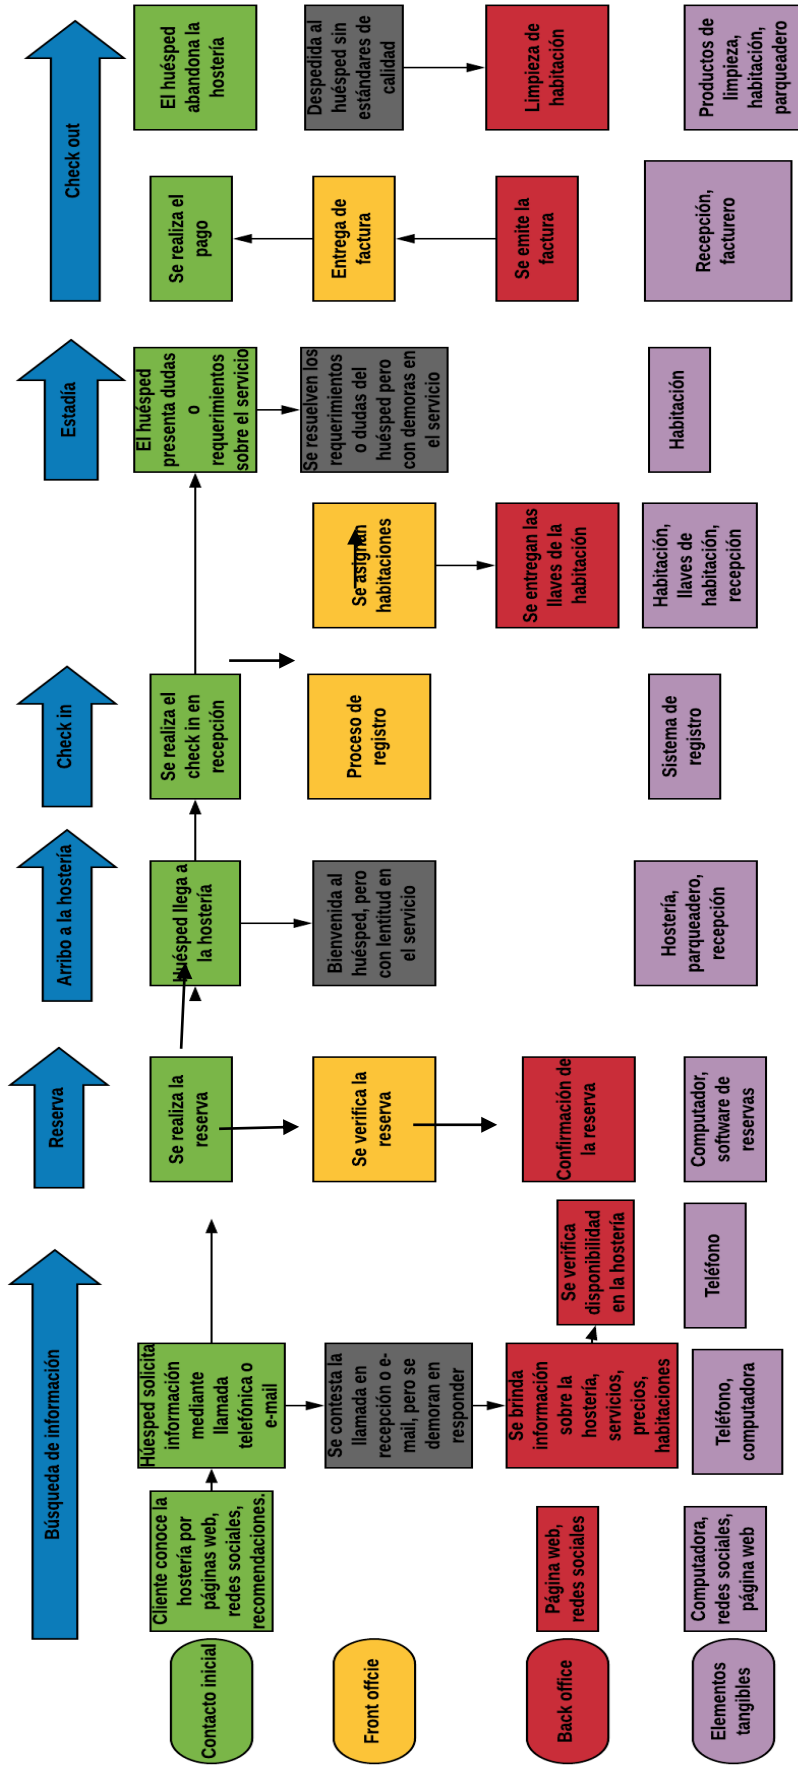 Búsqueda de información
Reserva
Arribo a la hostería
Check in
Estadía
Check out
Contacto inicial
Cliente conoce la
hostería por
páginas web,
redes sociales,
recomendaciones.
Húesped solicita
información
mediante
llamada
telefónica o
e-mail
Se realiza la
reserva
Huésped llega a
la hostería
Se realiza el
check in en
recepción
El huésped
presenta dudas
o
requerimientos
sobre el servicio
Se realiza el
pago
El huésped
abandona la
hostería
Front offcie
Se contesta la
llamada en
recepción o e-
mail, pero se
demoran en
responder
Se verifica la
reserva
Bienvenida al
huésped, pero
con lentitud en
el servicio
Proceso de
registro
Se asignan
habitaciones
Se resuelven los
requerimientos
o dudas del
huésped pero
con demoras en
el servicio
Entrega de
factura
Despedida al
huésped sin
estándares de
calidad
Back office
Página web,
redes sociales
Se brinda
información
sobre la
hostería,
servicios,
precios,
habitaciones
Se verifica
disponibilidad
en la hostería
Confirmación de
la reserva
Se entregan las
llaves de la
habitación
Se emite la
factura
Limpieza de
habitación
Elementos
tangibles
Computadora,
redes sociales,
página web
Teléfono,
computadora
Teléfono
Computador,
software de
reservas
Hostería,
parqueadero,
recepción
Sistema de
registro
Habitación,
llaves de
habitación,
recepción
Habitación
Recepción,
facturero
Productos de
limpieza,
habitación,
parqueadero